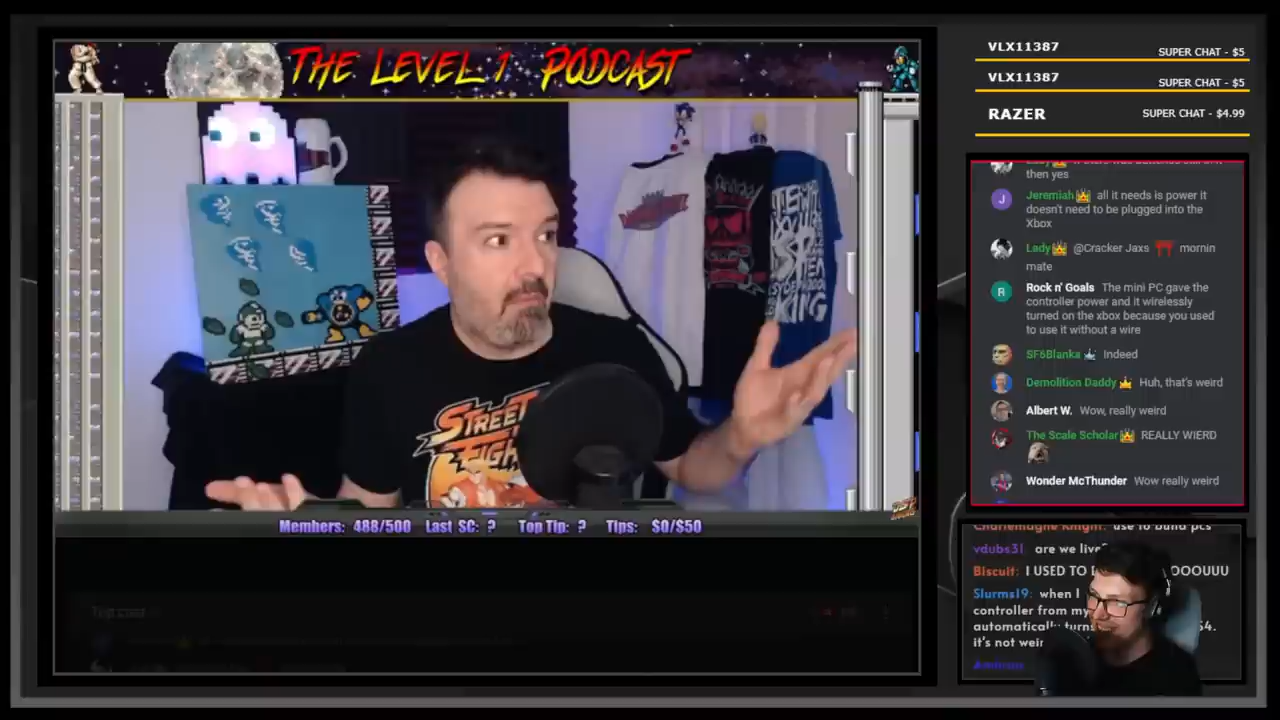 THE LEVEL 1 PODCAST
STREET
FIGH
KING
Members: 488/500 Last SC: ? Top Tip: ? Tips: $0/$50
VLX11387 SUPER CHAT - $5
VLX11387 SUPER CHAT - $5
RAZER SUPER CHAT - $4.99
then yes
Jeremiah all it needs is power it
doesn't need to be plugged into the
Xbox
Lady @Cracker Jaxs mornin
mate
Rock n' Goals The mini PC gave the
controller power and it wirelessly
turned on the xbox because you used
to use it without a wire
SF6Blanka Indeed
Demolition Daddy Huh, that's weird
Albert W. Wow, really weird
The Scale Scholar REALLY WIERD
Wonder McThunder Wow really weird
Charlemagne Knight: use to build pcs
vdubs31 are we live?
Biscuit: I USED TO OOOUUU
Slurms19: when I
controller from my
automatically turns S4.
it's not weir